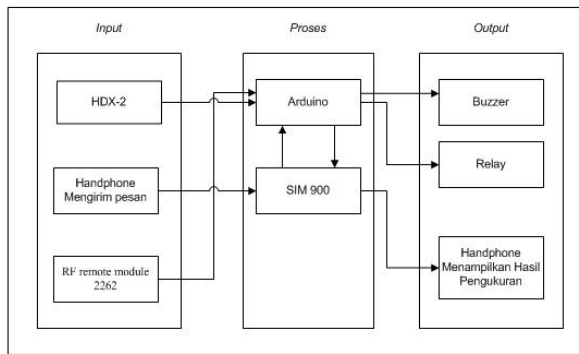 Input
Proses
Output
HDX-2
Arduino
Buzzer
Relay
Handphone
Mengirim pesan
SIM 900
RF remote module
2262
Handphone
Menampilkan Hasil
Pengukuran